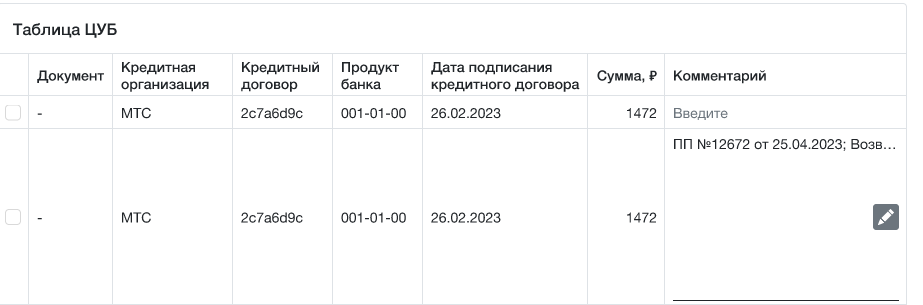 Таблица ЦУБ
Документ Кредитная организация Кредитный договор Продукт банка Дата подписания кредитного договора Сумма, ₽ Комментарий
- МТС 2c7a6d9c 001-01-00 26.02.2023 1472 Введите
ПП №12672 от 25.04.2023; Возв...
- МТС 2c7a6d9c 001-01-00 26.02.2023 1472